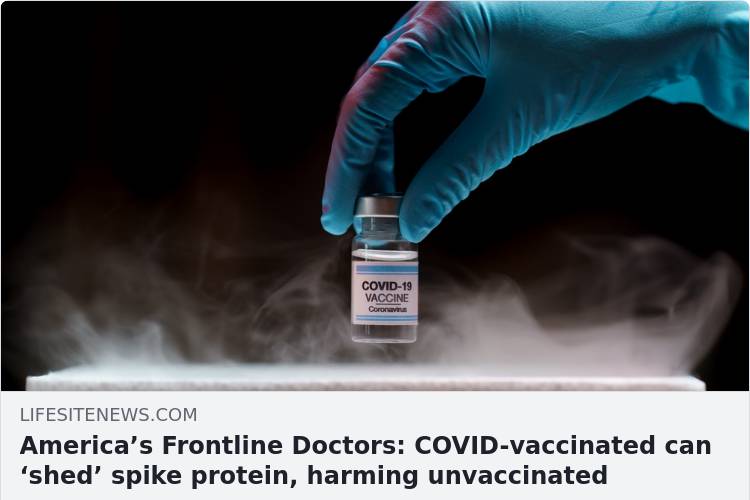 COVID-19
VACCINE
Coronavirus
LIFESITENEWS.COM
America’s Frontline Doctors: COVID-vaccinated can
‘shed’ spike protein, harming unvaccinated